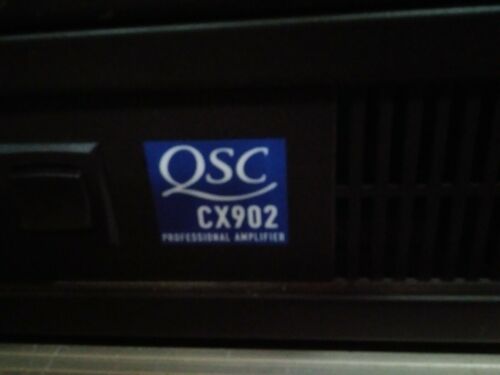 QSC
CX902
PROFESSIONAL AMPLIFIER